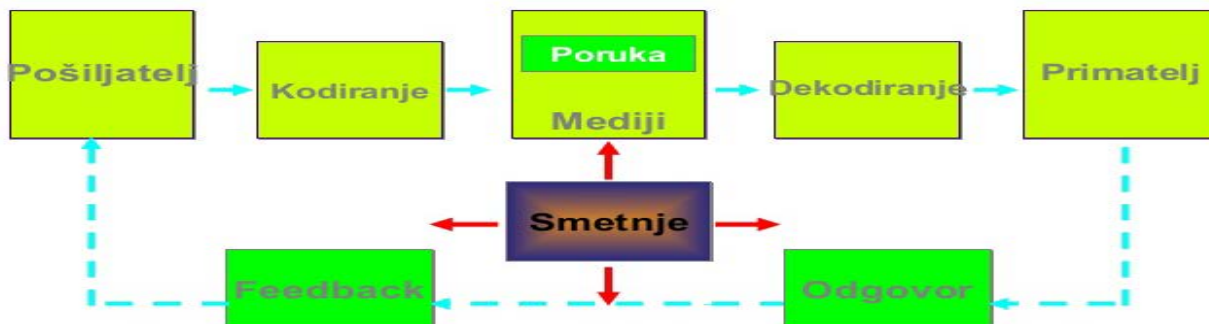 Pošiljatelj
Kodiranje
Poruka
Mediji
Dekodiranje
Primatelj
Smetnje
Feedback
Odgovor